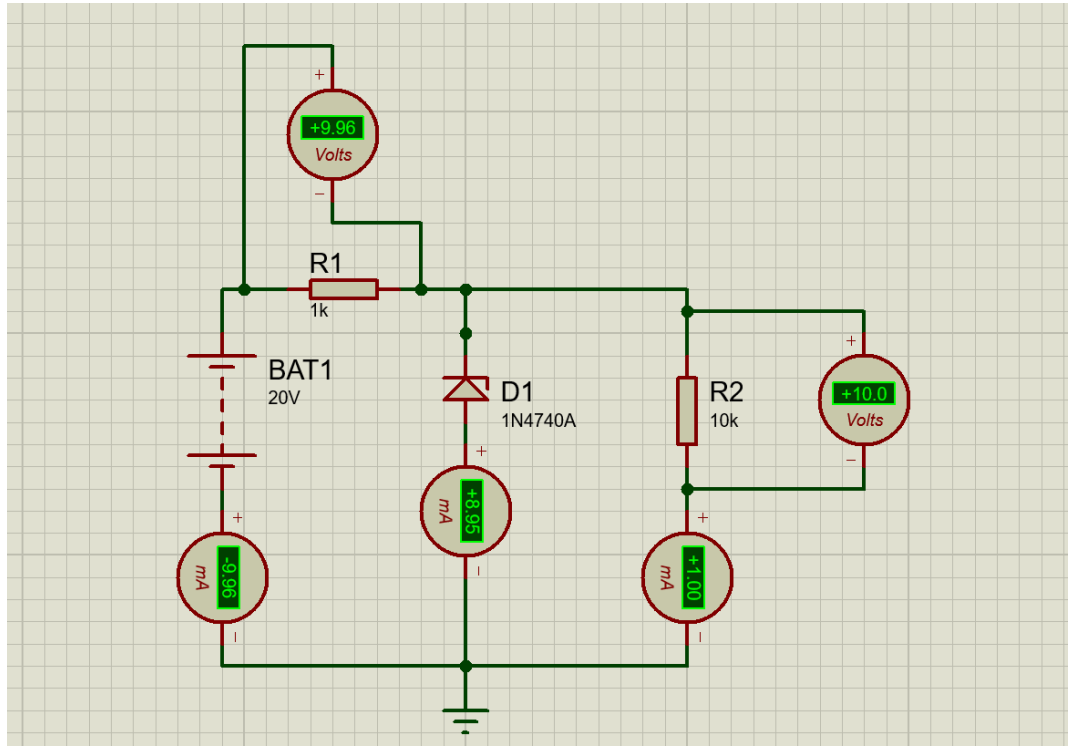 +
+9.96
Volts
−
R1
1k
BAT1
20V
D1
1N4740A
R2
10k
+
+10.0
Volts
−
+
+8.95
mA
−
+
-9.96
mA
−
+
+1.00
mA
−